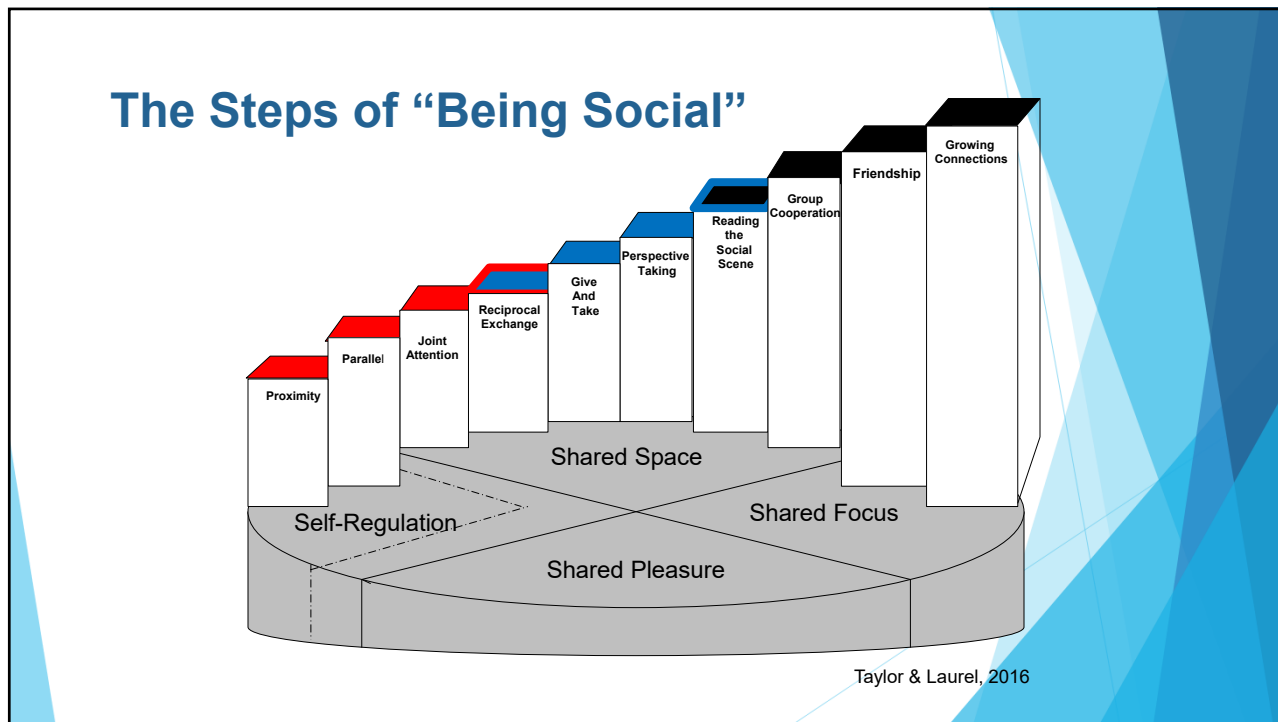 The Steps of “Being Social”
Proximity
Parallel
Joint
Attention
Reciprocal
Exchange
Give
And
Take
Perspective
Taking
Reading
the
Social
Scene
Group
Cooperation
Friendship
Growing
Connections
Shared Space
Self-Regulation
Shared Focus
Shared Pleasure
Taylor & Laurel, 2016